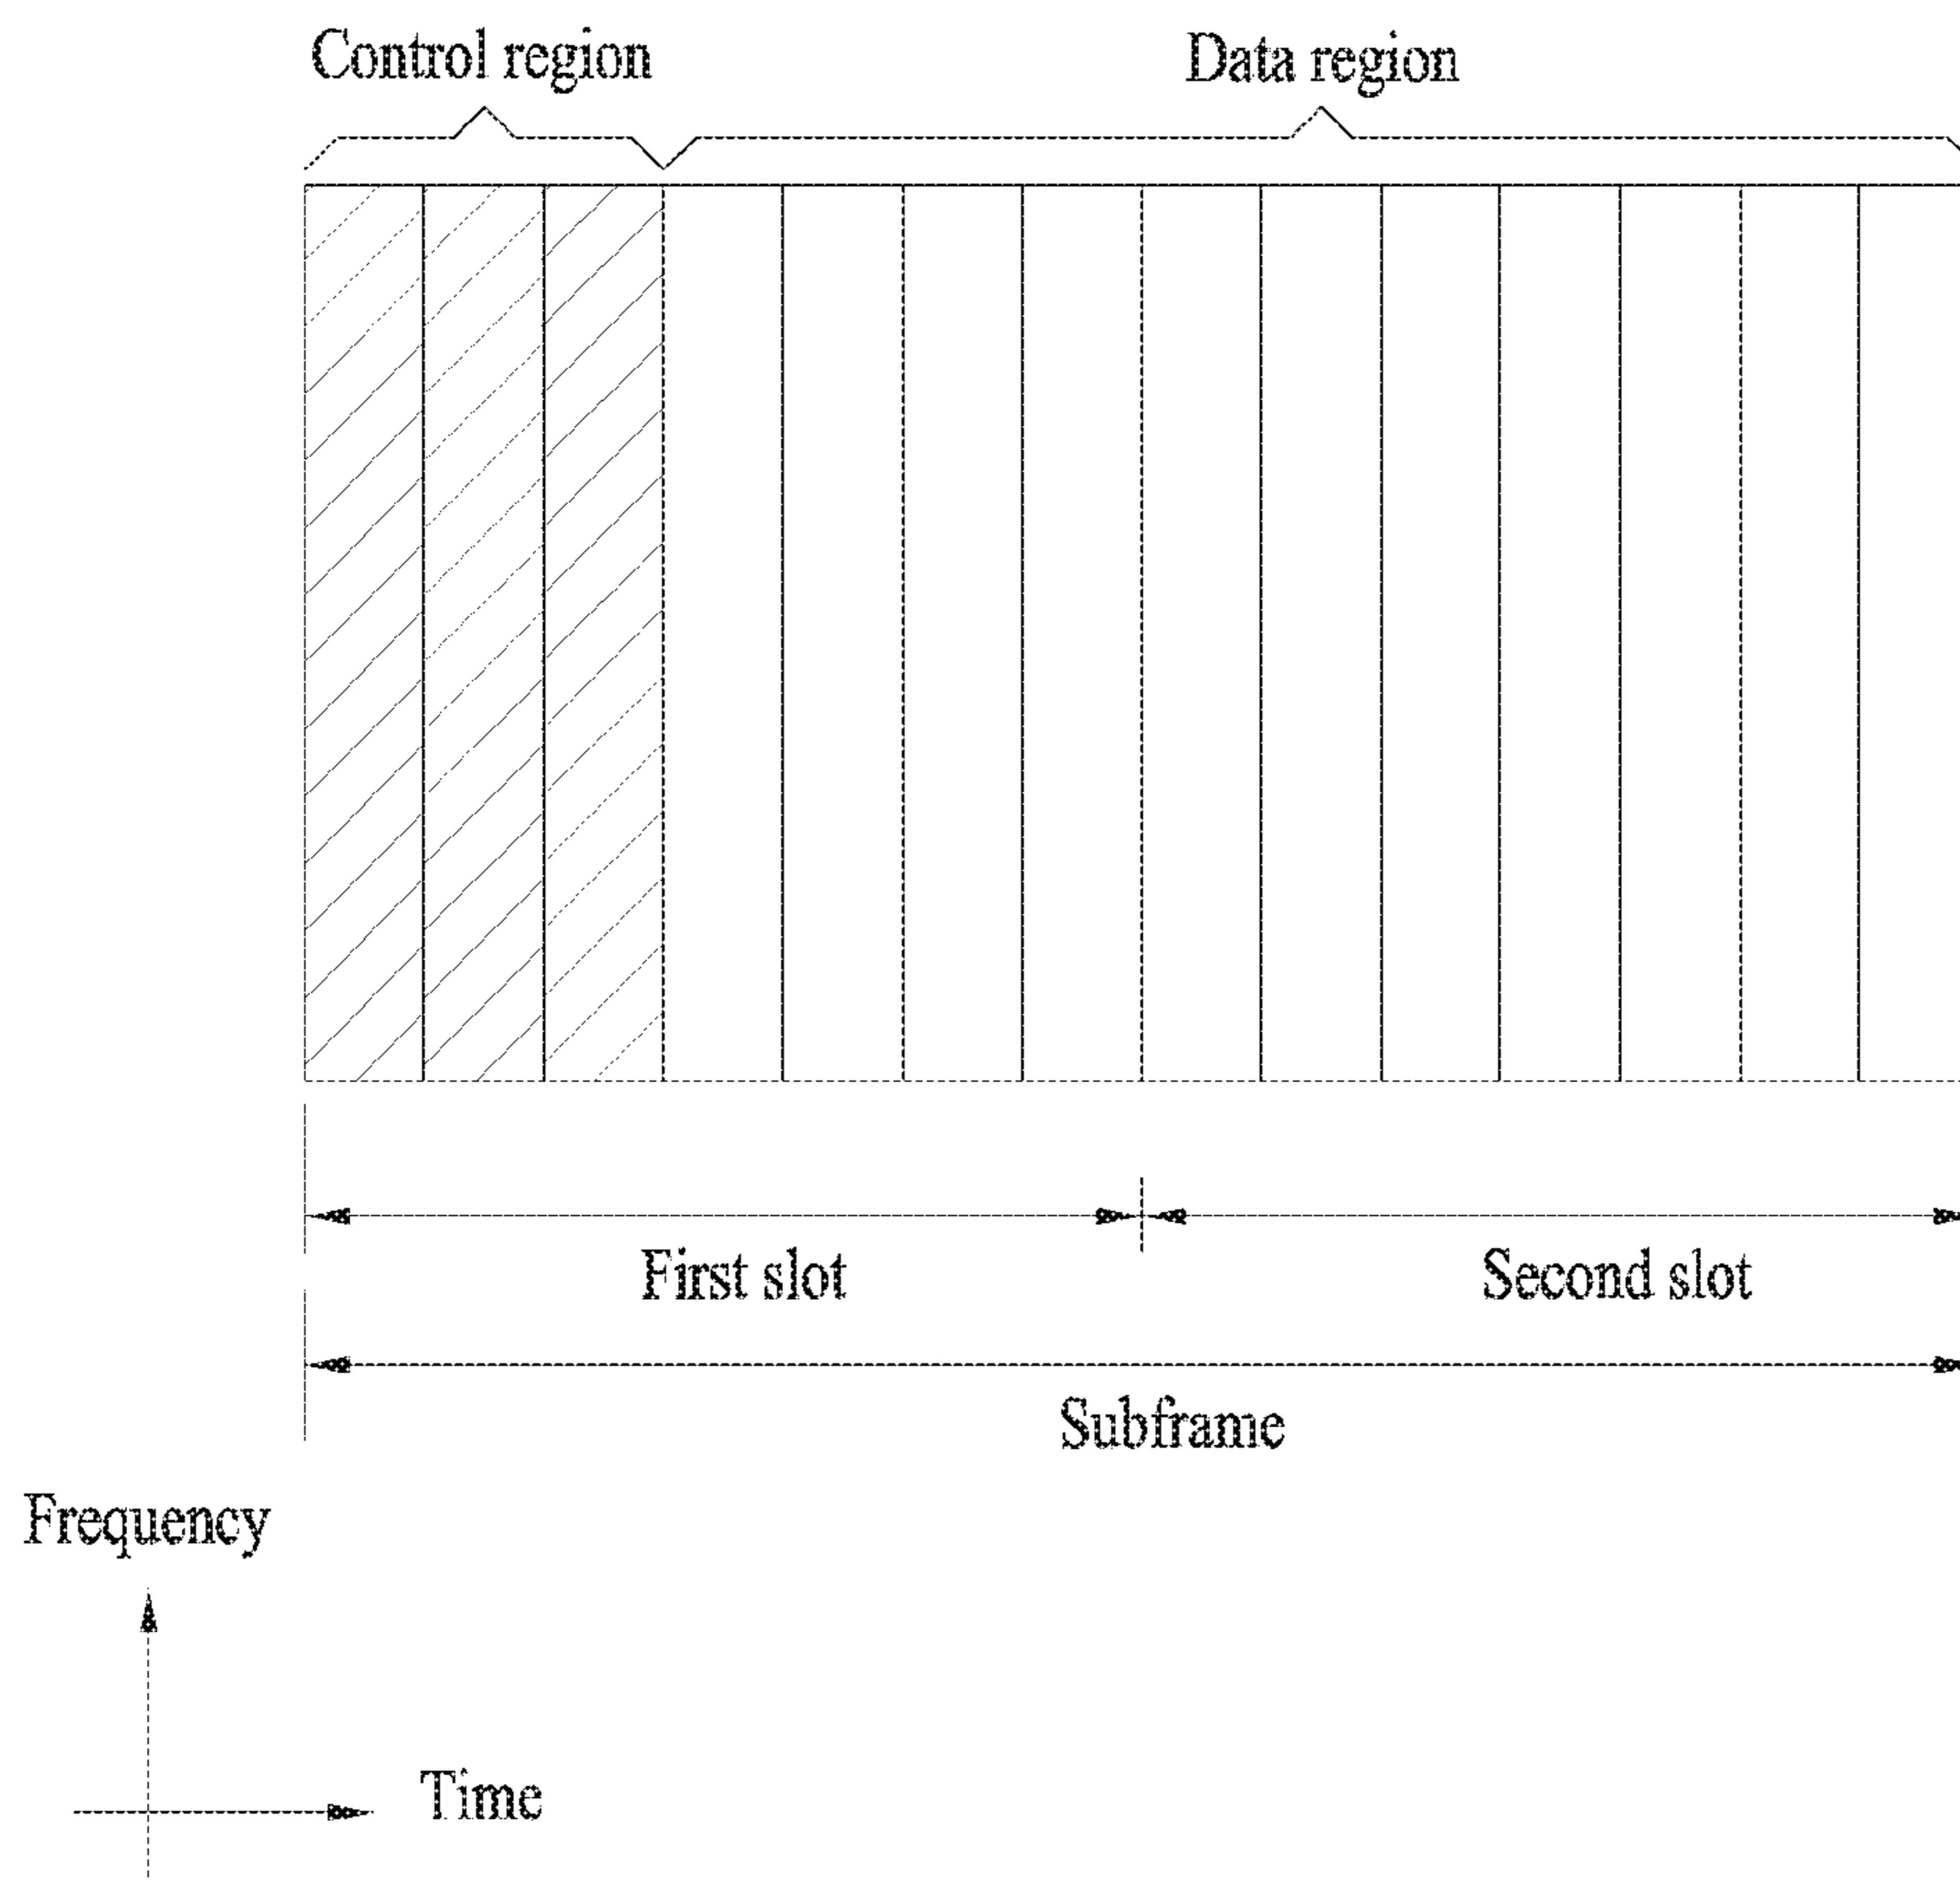 Control region
Data region
First slot
Second slot
Subframe
Frequency
Time